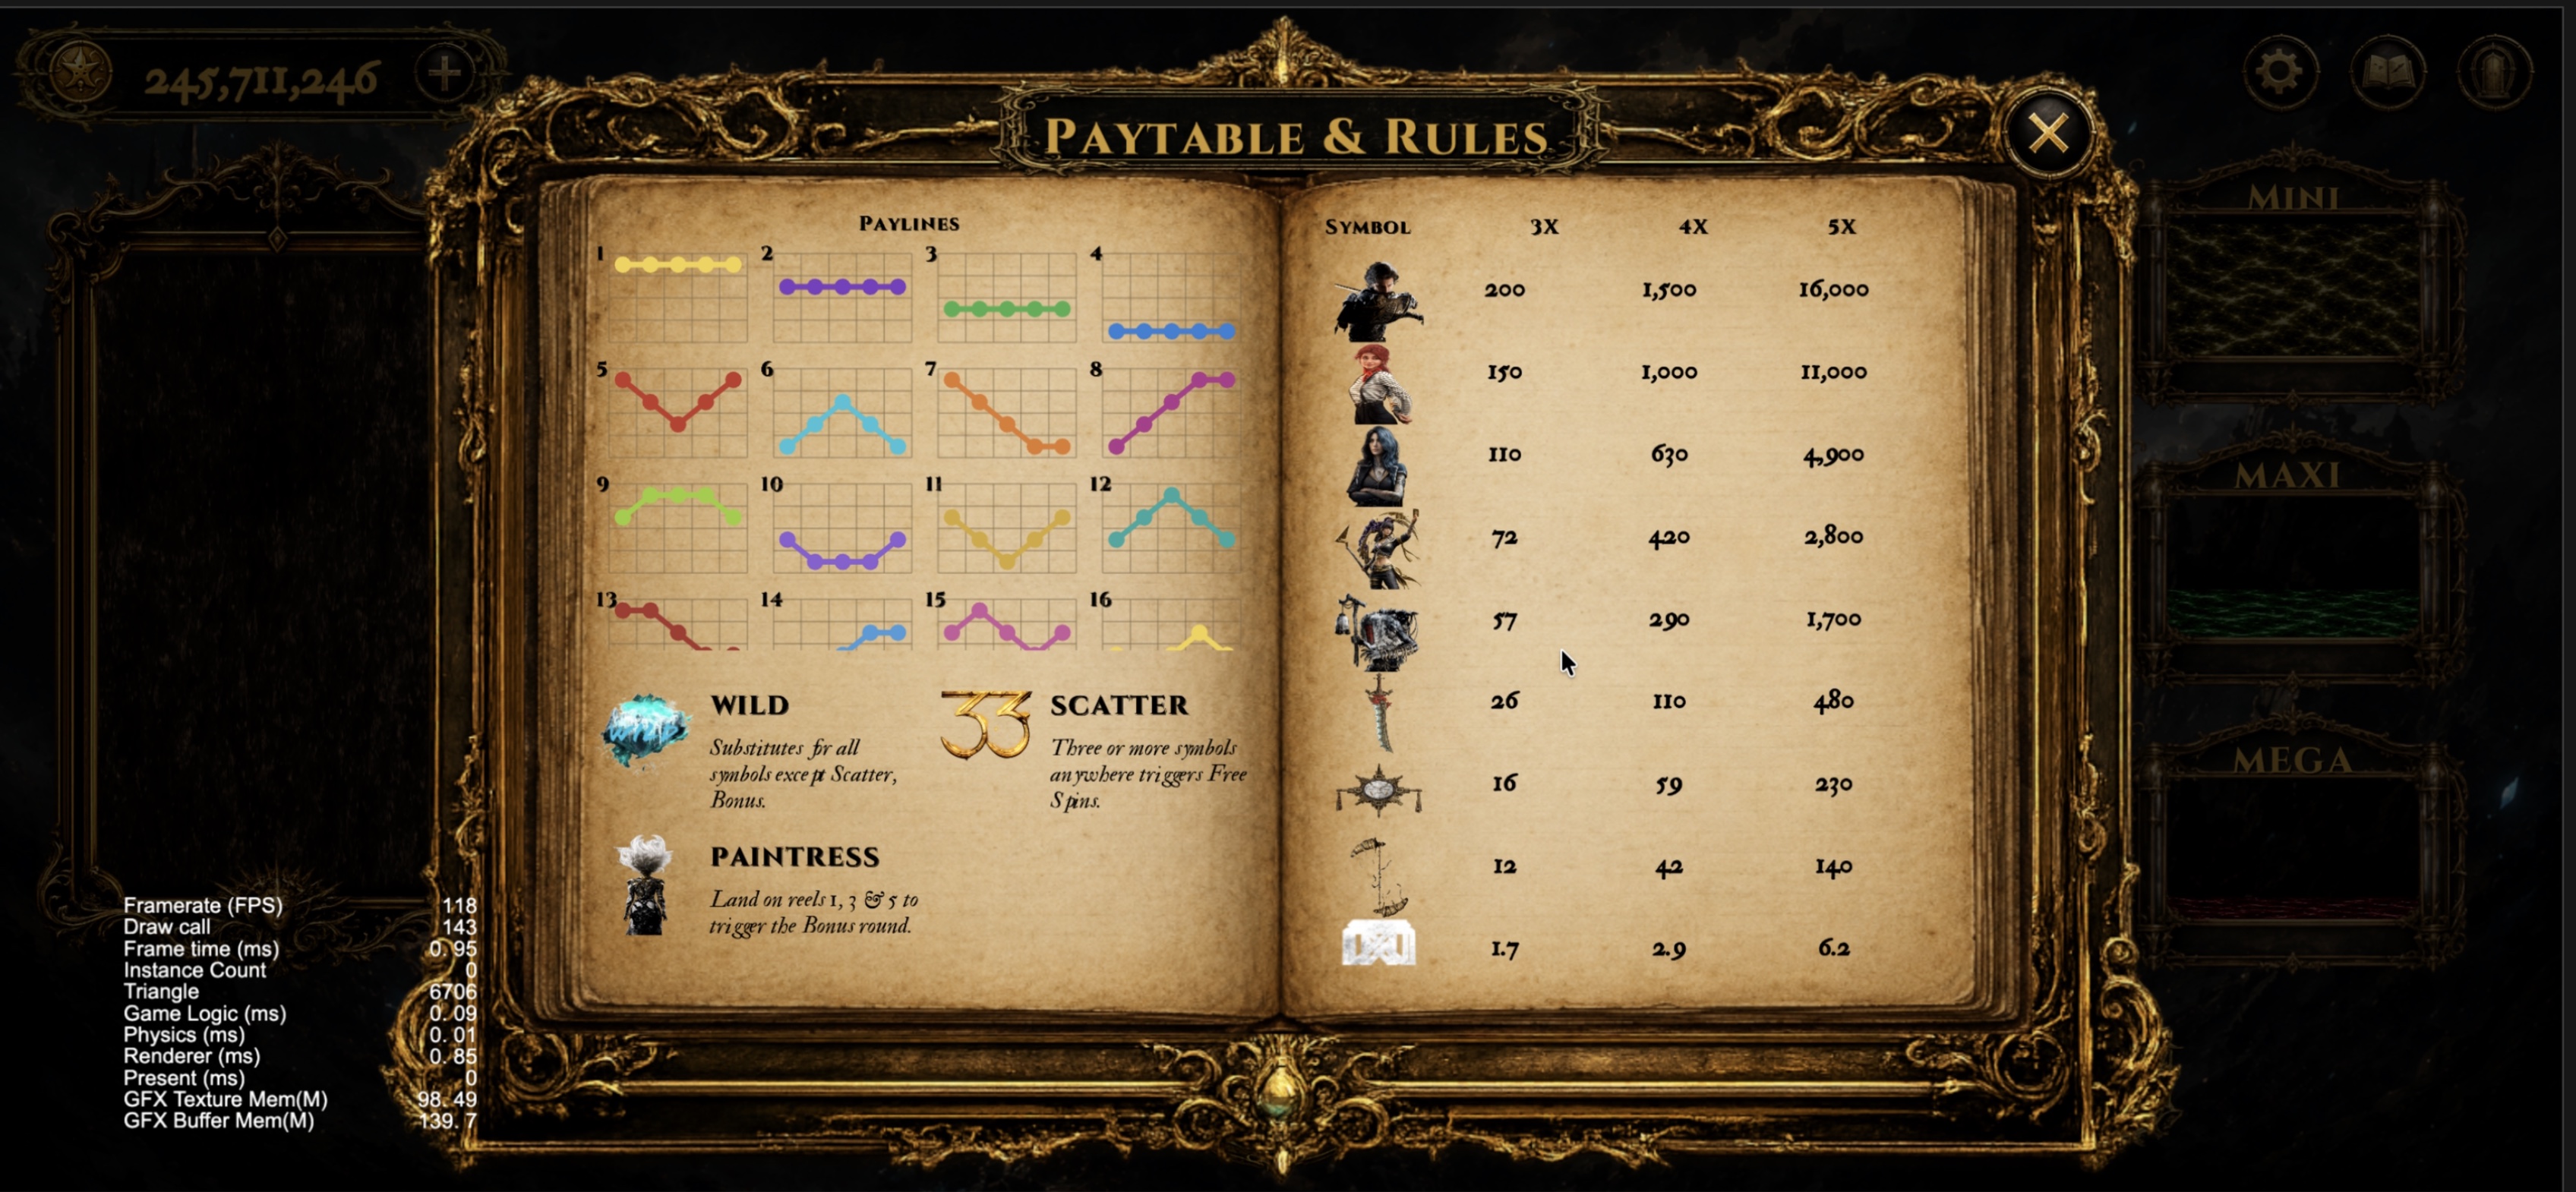 245,711,246
PAYTABLE & RULES
MINI
MAXI
MEGA
PAYLINES
1 2 3 4
5 6 7 8
9 10 11 12
13 14 15 16
WILD
Substitutes for all
symbols except Scatter,
Bonus.
33
SCATTER
Three or more symbols
anywhere triggers Free
Spins.
PAINTRESS
Land on reels 1, 3 & 5 to
trigger the Bonus round.
SYMBOL 3X 4X 5X
200 1,500 16,000
150 1,000 11,000
110 630 4,900
72 420 2,800
57 290 1,700
26 110 480
16 59 230
12 42 140
1.7 2.9 6.2
Framerate (FPS) 118
Draw call 143
Frame time (ms) 0.95
Instance Count 0
Triangle 6706
Game Logic (ms) 0.09
Physics (ms) 0.01
Renderer (ms) 0.85
Present (ms) 0
GFX Texture Mem(M) 98.49
GFX Buffer Mem(M) 139.7